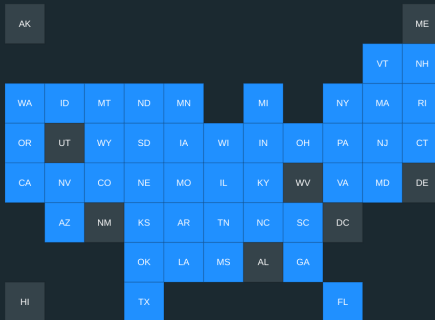 AK ME
VT NH
WA ID MT ND MN MI NY MA RI
OR UT WY SD IA WI IN OH PA NJ CT
CA NV CO NE MO IL KY WV VA MD DE
AZ NM KS AR TN NC SC DC
OK LA MS AL GA
HI TX FL